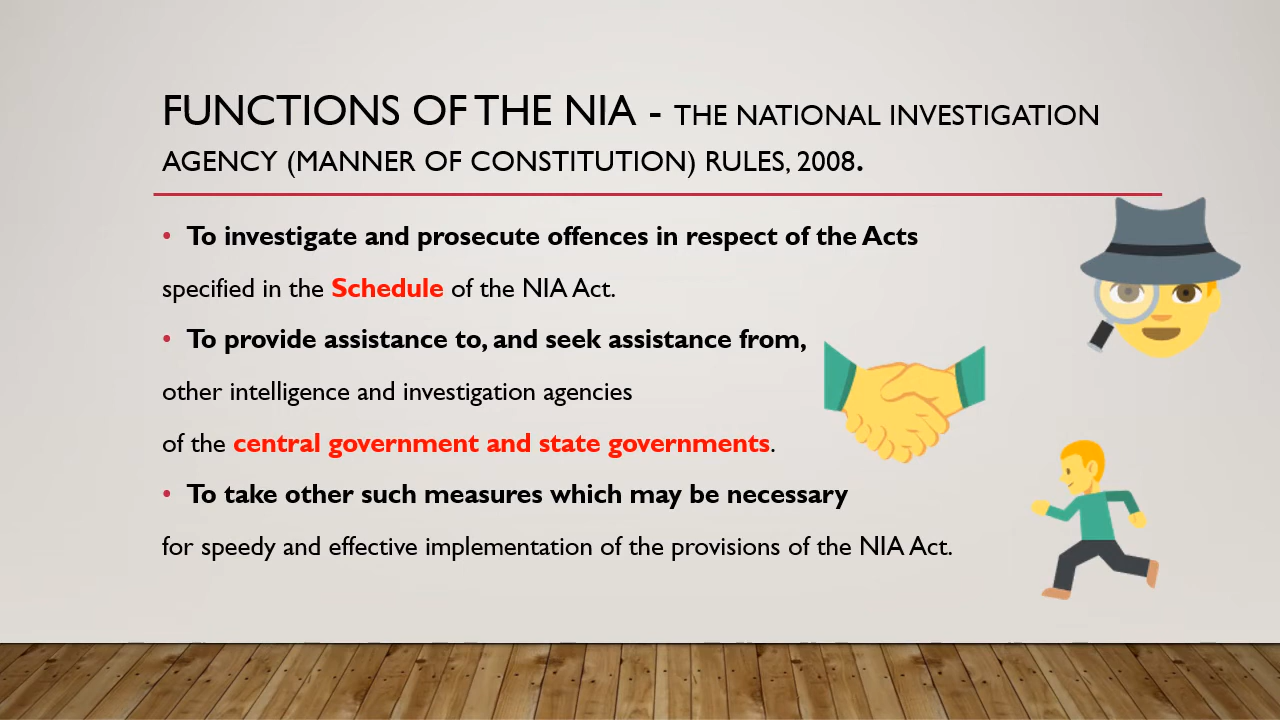 FUNCTIONS OF THE NIA - THE NATIONAL INVESTIGATION
AGENCY (MANNER OF CONSTITUTION) RULES, 2008.
• To investigate and prosecute offences in respect of the Acts
specified in the Schedule of the NIA Act.
• To provide assistance to, and seek assistance from,
other intelligence and investigation agencies
of the central government and state governments.
• To take other such measures which may be necessary
for speedy and effective implementation of the provisions of the NIA Act.